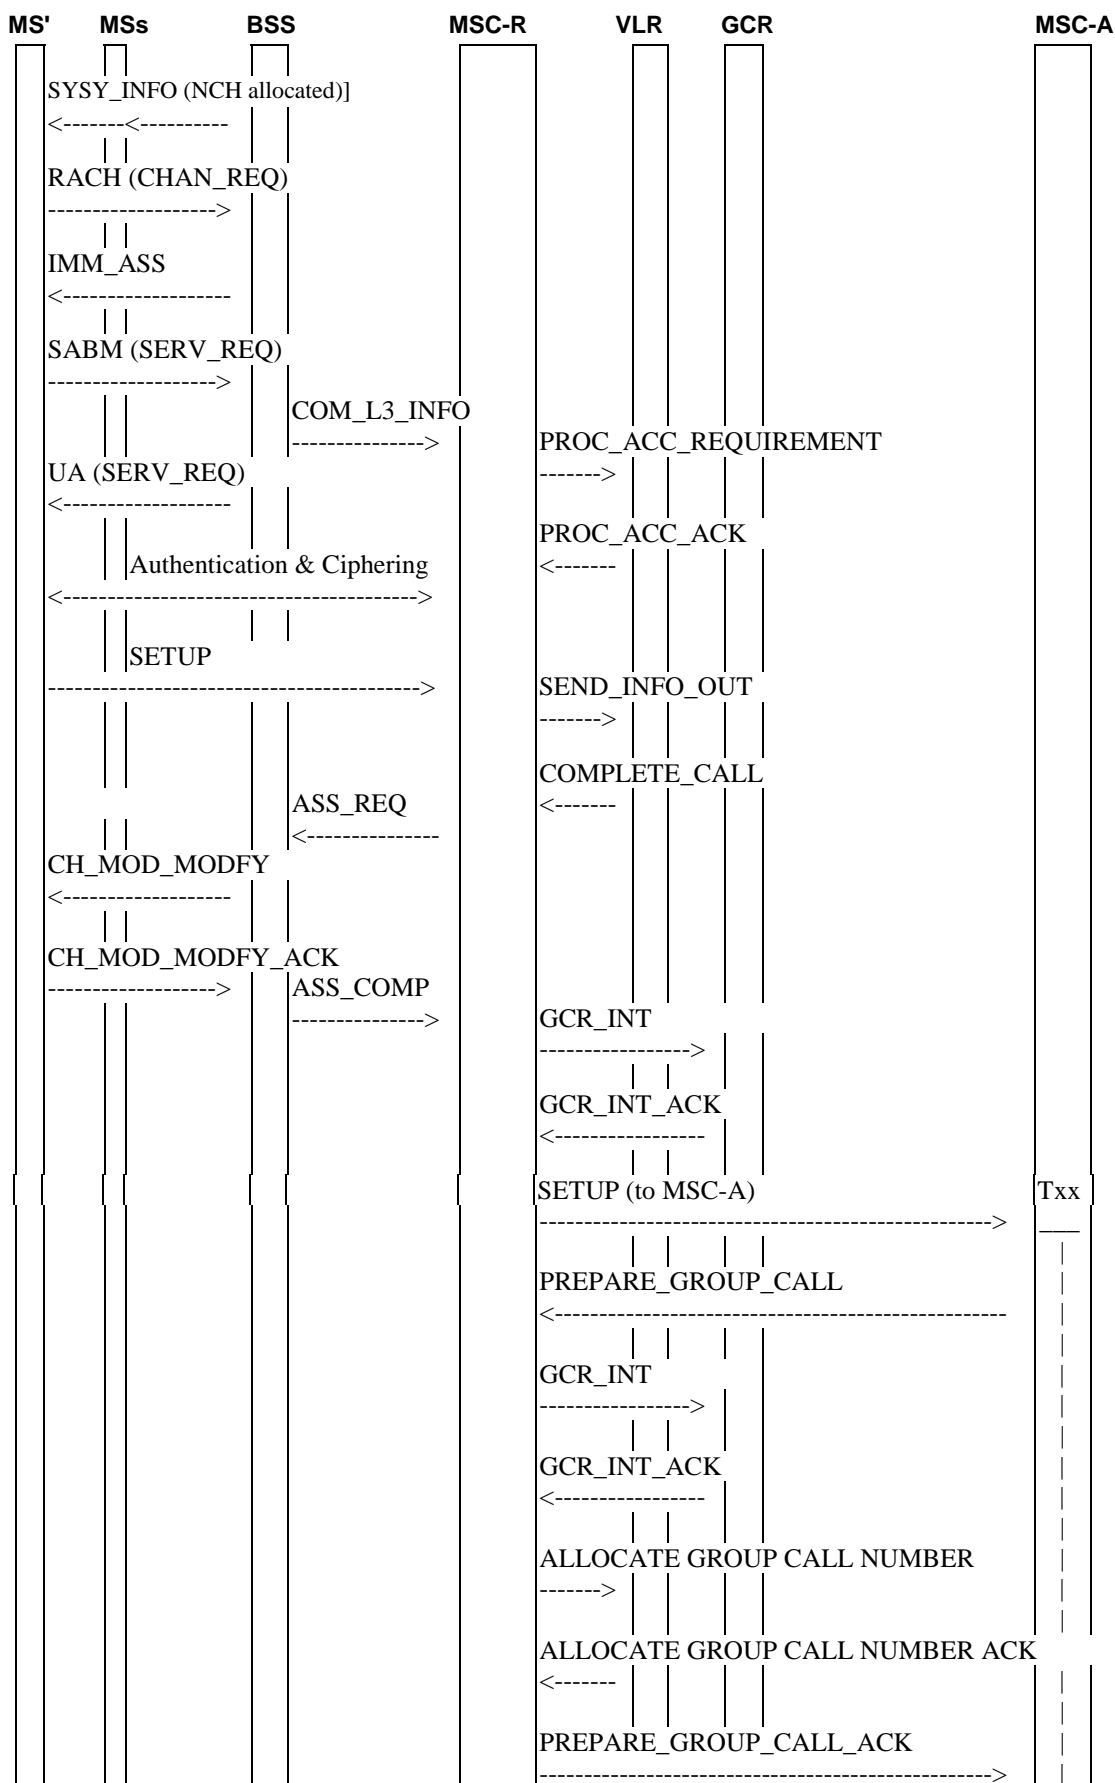 MS' MSs BSS MSC-R VLR GCR MSC-A
SYSY_INFO (NCH allocated)]
<-------<----------
RACH (CHAN_REQ)
------------------->
IMM_ASS
<-------------------
SABM (SERV_REQ)
------------------->
COM_L3_INFO
---------------> PROC_ACC_REQUIREMENT
UA (SERV_REQ) ------->
<-------------------
PROC_ACC_ACK
Authentication & Ciphering <-------
<---------------------------------------->
SETUP
------------------------------------------> SEND_INFO_OUT
------->
COMPLETE_CALL
ASS_REQ <-------
<---------------
CH_MOD_MODFY
<-------------------
CH_MOD_MODFY_ACK
-------------------> ASS_COMP
---------------> GCR_INT
----------------->
GCR_INT_ACK
<-----------------
SETUP (to MSC-A) Txx
---------------------------------------------------> ___
PREPARE_GROUP_CALL
<---------------------------------------------------
GCR_INT
----------------->
GCR_INT_ACK
<-----------------
ALLOCATE GROUP CALL NUMBER
------->
ALLOCATE GROUP CALL NUMBER ACK
<-------
PREPARE_GROUP_CALL_ACK
--------------------------------------------------->